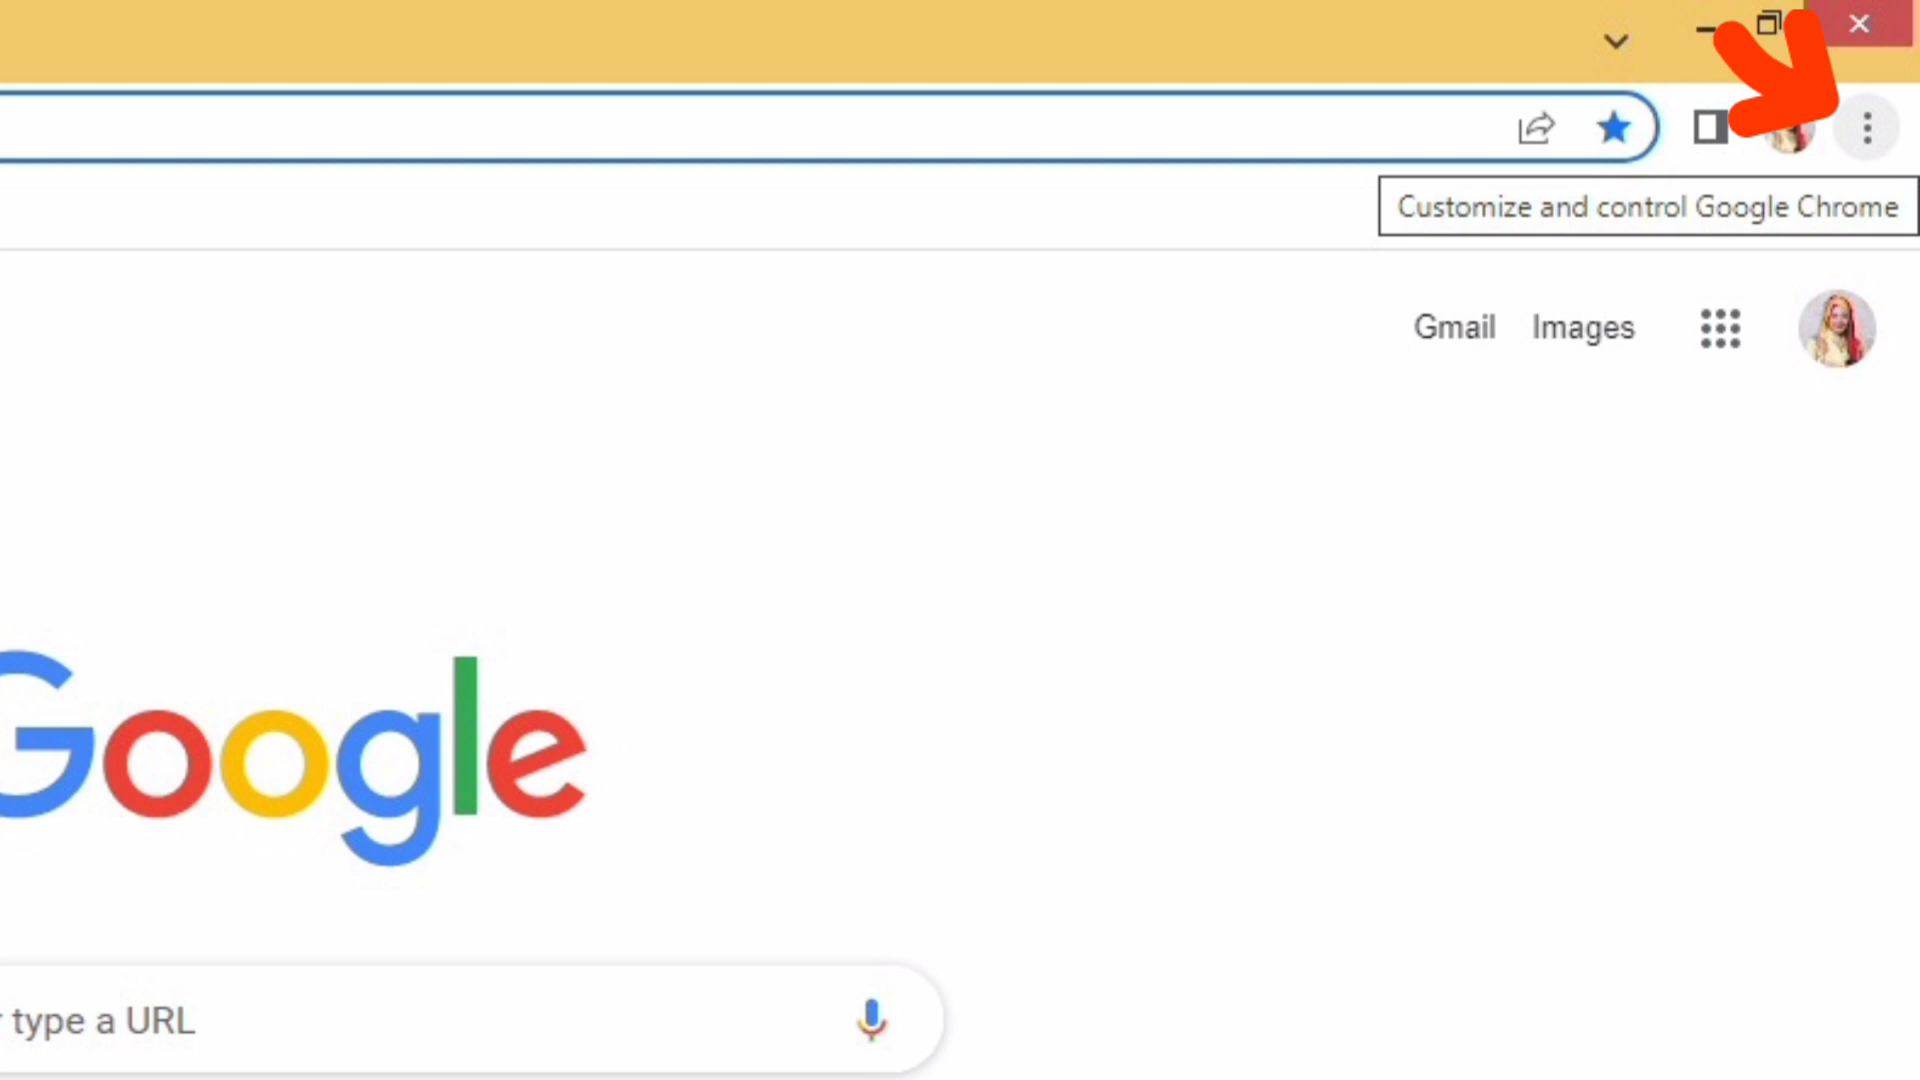 Customize and control Google Chrome
Gmail Images
Google
type a URL